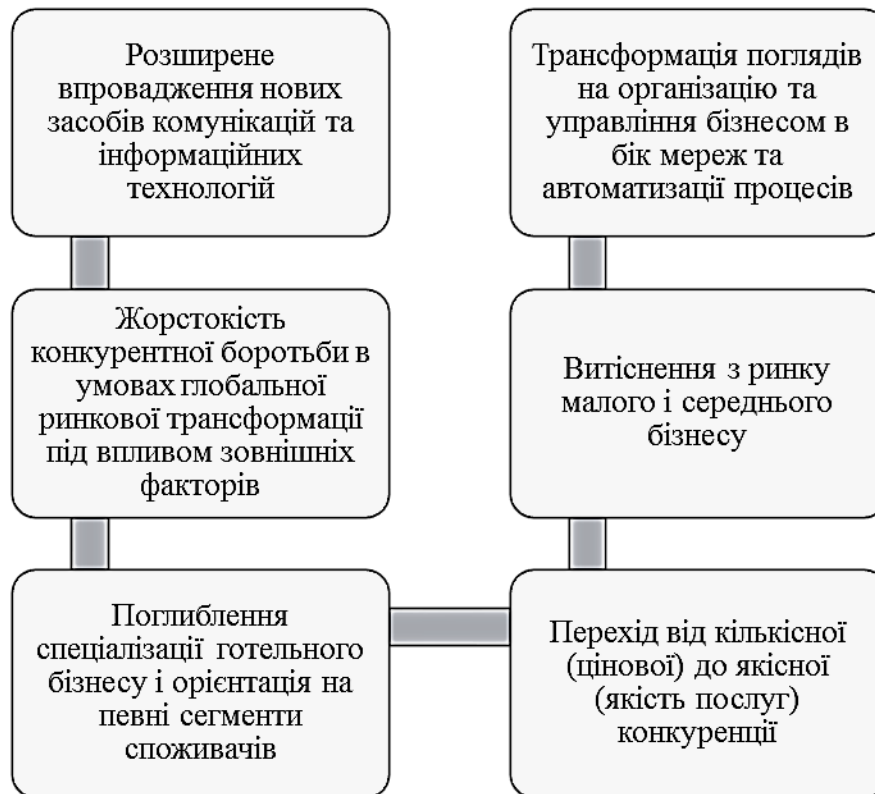 Розширене
впровадження нових
засобів комунікацій та
інформаційних
технологій
Жорстокість
конкурентної боротьби в
умовах глобальної
ринкової трансформації
під впливом зовнішніх
факторів
Поглиблення
спеціалізації готельного
бізнесу і орієнтація на
певні сегменти
споживачів
Перехід від кількісної
(цінової) до якісної
(якість послуг)
конкуренції
Витіснення з ринку
малого і середнього
бізнесу
Трансформація поглядів
на організацію та
управління бізнесом в
бік мереж та
автоматизації процесів